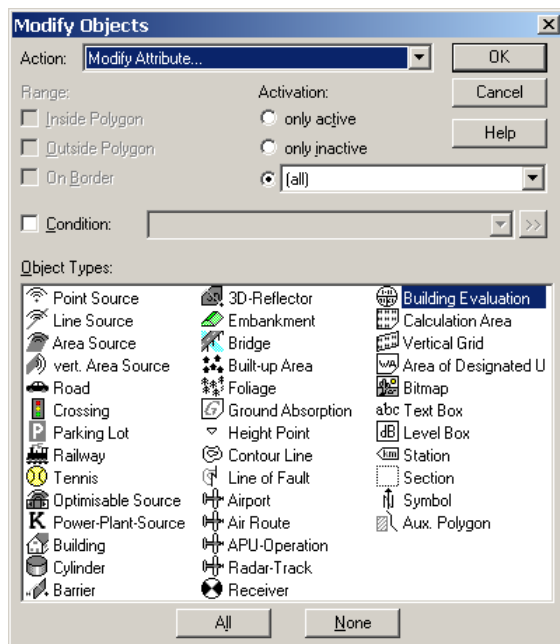 Modify Objects
Action: Modify Attribute... OK
Range: Activation: Cancel
Inside Polygon only active
Outside Polygon only inactive Help
On Border (all)
Condition: >>
Object Types:
Point Source 3D-Reflector Building Evaluation
Line Source Embankment Calculation Area
Area Source Bridge Vertical Grid
vert. Area Source Built-up Area Area of Designated U
Road Foliage Bitmap
Crossing Ground Absorption abc Text Box
P Parking Lot Height Point dB Level Box
Railway Contour Line km Station
Tennis Line of Fault Section
Optimisable Source Airport Symbol
K Power-Plant-Source Air Route Aux. Polygon
Building APU-Operation
Cylinder Radar-Track
Barrier Receiver
All None